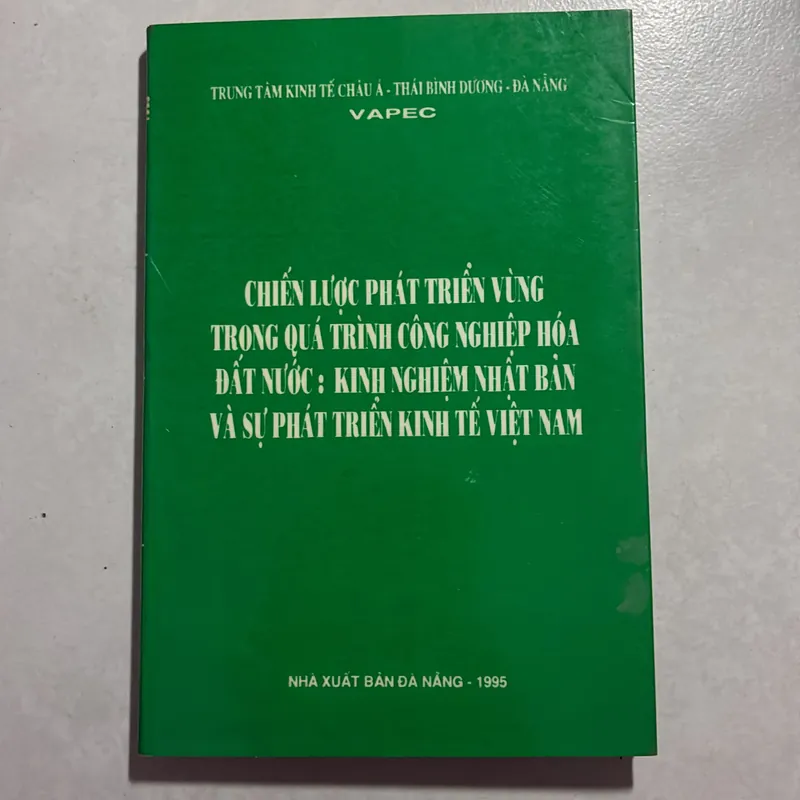 TRUNG TÂM KINH TẾ CHÂU Á - THÁI BÌNH DƯƠNG - ĐÀ NẴNG
VAPEC
CHIẾN LƯỢC PHÁT TRIỂN VÙNG
TRONG QUÁ TRÌNH CÔNG NGHIỆP HÓA
ĐẤT NƯỚC: KINH NGHIỆM NHẬT BẢN
VÀ SỰ PHÁT TRIỂN KINH TẾ VIỆT NAM
NHÀ XUẤT BẢN ĐÀ NẴNG - 1995